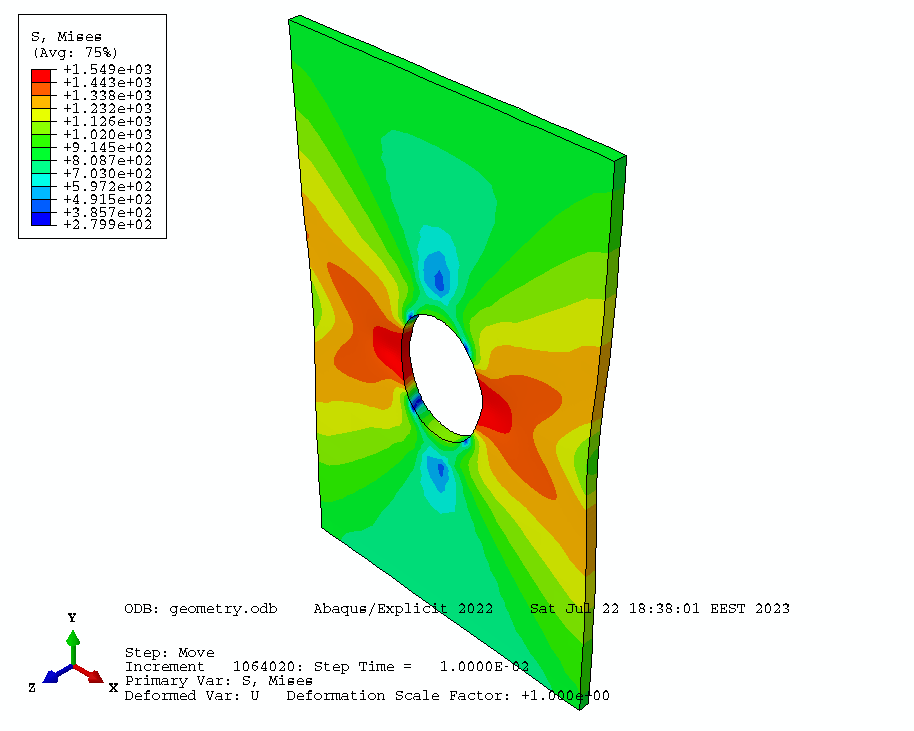 S, Mises
(Avg: 75%)
+1.549e+03
+1.443e+03
+1.338e+03
+1.232e+03
+1.126e+03
+1.020e+03
+9.145e+02
+8.087e+02
+7.030e+02
+5.972e+02
+4.915e+02
+3.857e+02
+2.799e+02
ODB: geometry.odb Abaqus/Explicit 2022 Sat Jul 22 18:38:01 EEST 2023
Y
Z
X
Step: Move
Increment 1064020: Step Time = 1.0000E-02
Primary Var: S, Mises
Deformed Var: U Deformation Scale Factor: +1.000e+00